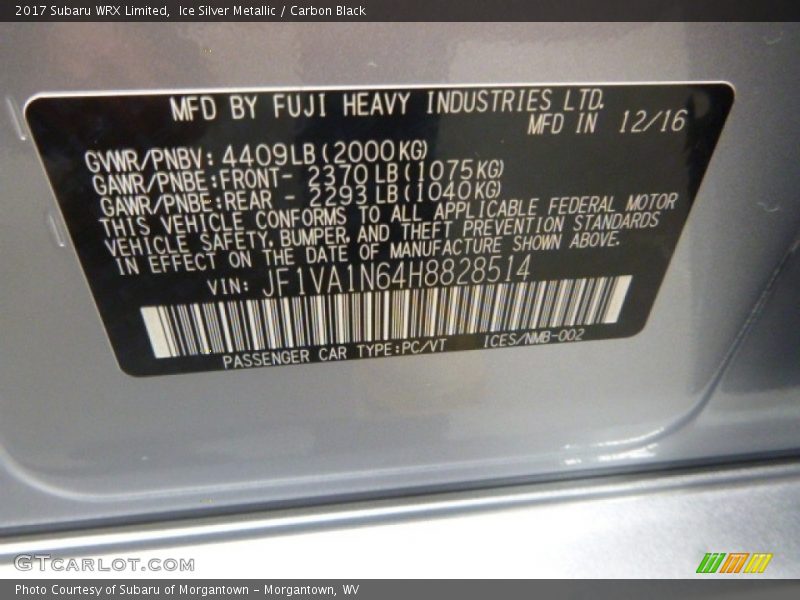 2017 Subaru WRX Limited,  Ice Silver Metallic / Carbon Black
MFD BY FUJI HEAVY INDUSTRIES LTD.
MFD IN 12/16
GVWR/PNBV: 4409LB(2000KG)
GAWR/PNBE:FRONT- 2370LB(1075KG)
GAWR/PNBE:REAR - 2293LB(1040KG)
THIS VEHICLE CONFORMS TO ALL APPLICABLE FEDERAL MOTOR
VEHICLE SAFETY, BUMPER, AND THEFT PREVENTION STANDARDS
IN EFFECT ON THE DATE OF MANUFACTURE SHOWN ABOVE.
VIN: JF1VA1N64H8828514
PASSENGER CAR TYPE:PC/VT ICES/NMB-002
GTCARLOT.COM
Photo Courtesy of Subaru of Morgantown - Morgantown, WV